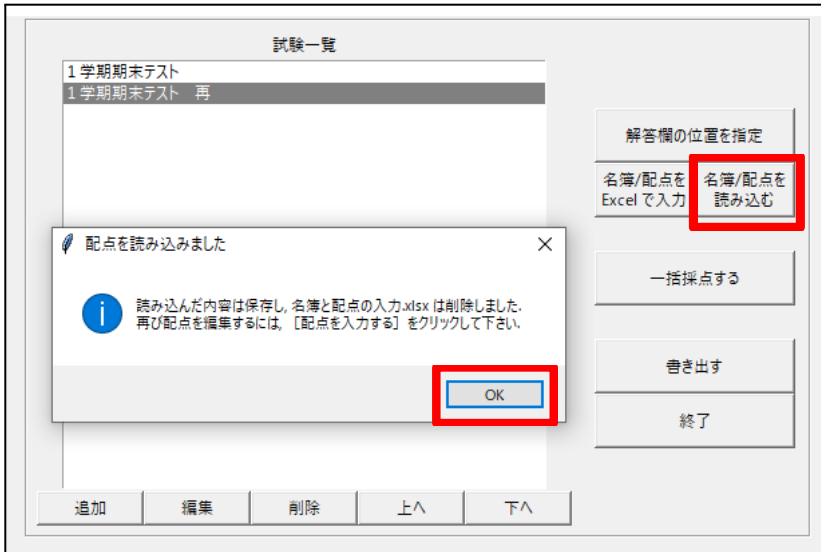 試験一覧
1学期期末テスト
1学期期末テスト　再
解答欄の位置を指定
名簿/配点を
Excelで入力
名簿/配点を
読み込む
配点を読み込みました
読み込んだ内容は保存し, 名簿と配点の入力.xlsx は削除しました.
再び配点を編集するには, ［配点を入力する］をクリックして下さい.
OK
一括採点する
書き出す
終了
追加
編集
削除
上へ
下へ